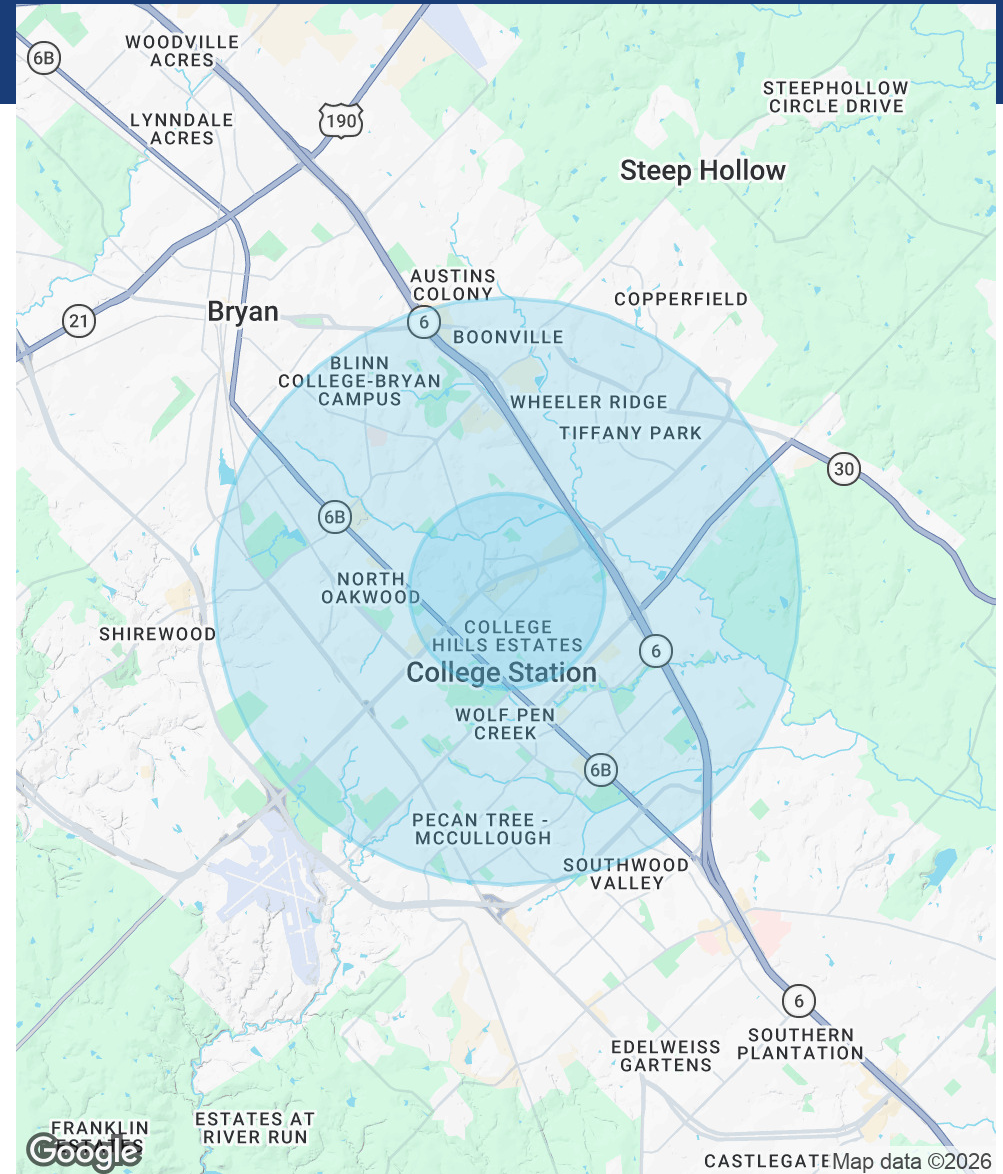 WOODVILLE
ACRES
6B
STEEPHOLLOW
CIRCLE DRIVE
190
LYNNDALE
ACRES
Steep Hollow
AUSTINS
COLONY
COPPERFIELD
Bryan
21
6
BOONVILLE
BLINN
COLLEGE-BRYAN
CAMPUS
WHEELER RIDGE
TIFFANY PARK
30
6B
NORTH
OAKWOOD
SHIREWOOD
COLLEGE
HILLS ESTATES
6
College Station
WOLF PEN
CREEK
6B
PECAN TREE -
MCCULLOUGH
SOUTHWOOD
VALLEY
6
SOUTHERN
PLANTATION
EDELWEISS
GARTENS
FRANKLIN
ESTATES
ESTATES AT
RIVER RUN
Google
CASTLEGATE
Map data ©2026